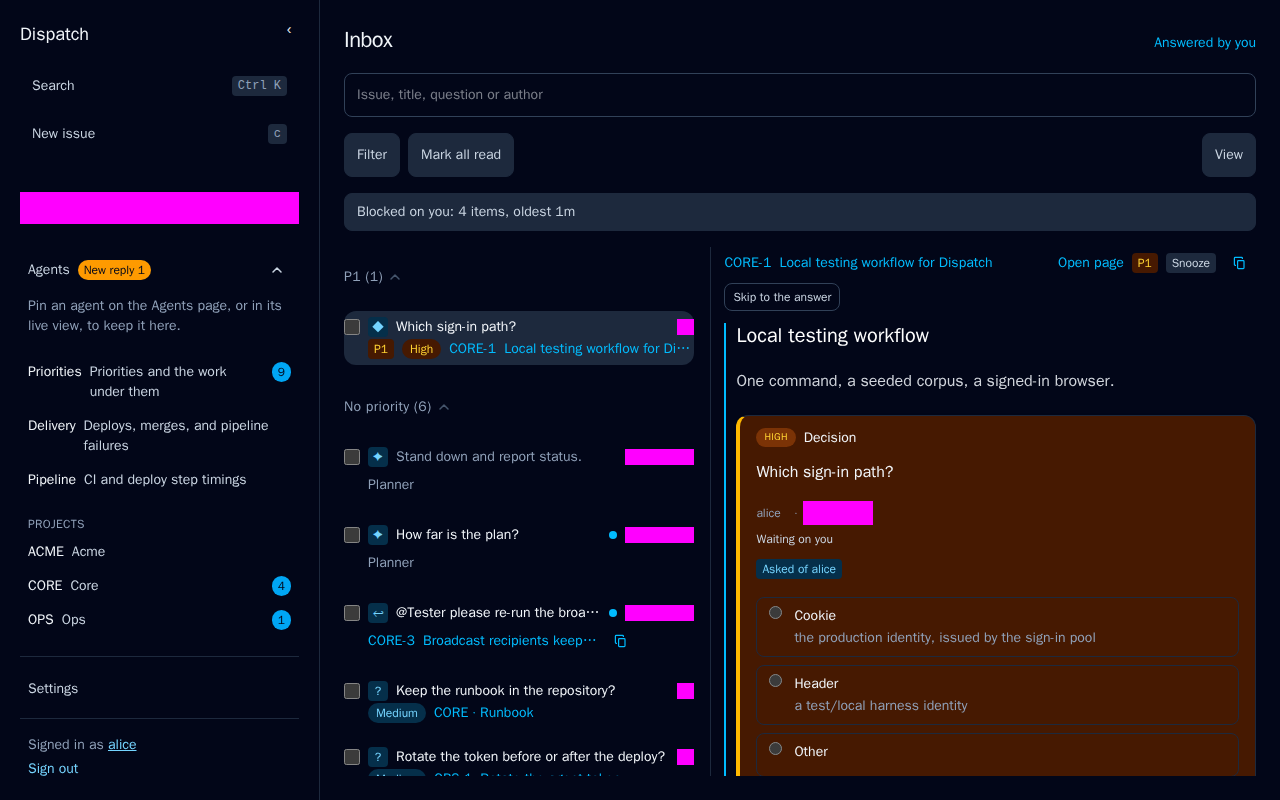 Dispatch
Search Ctrl K
New issue C
Agents New reply 1
Pin an agent on the Agents page, or in its
live view, to keep it here.
Priorities Priorities and the work 9
under them
Delivery Deploys, merges, and pipeline
failures
Pipeline CI and deploy step timings
PROJECTS
ACME Acme
CORE Core 4
OPS Ops 1
Settings
Signed in as alice
Sign out
Inbox
Answered by you
Issue, title, question or author
Filter Mark all read View
Blocked on you: 4 items, oldest 1m
P1 (1)
Which sign-in path?
P1 High CORE-1 Local testing workflow for Di…
No priority (6)
Stand down and report status.
Planner
How far is the plan?
Planner
@Tester please re-run the broa…
CORE-3 Broadcast recipients keep…
? Keep the runbook in the repository?
Medium CORE · Runbook
? Rotate the token before or after the deploy?
CORE-1 Local testing workflow for Dispatch Open page P1 Snooze
Skip to the answer
Local testing workflow
One command, a seeded corpus, a signed-in browser.
HIGH Decision
Which sign-in path?
alice ·
Waiting on you
Asked of alice
Cookie
the production identity, issued by the sign-in pool
Header
a test/local harness identity
Other